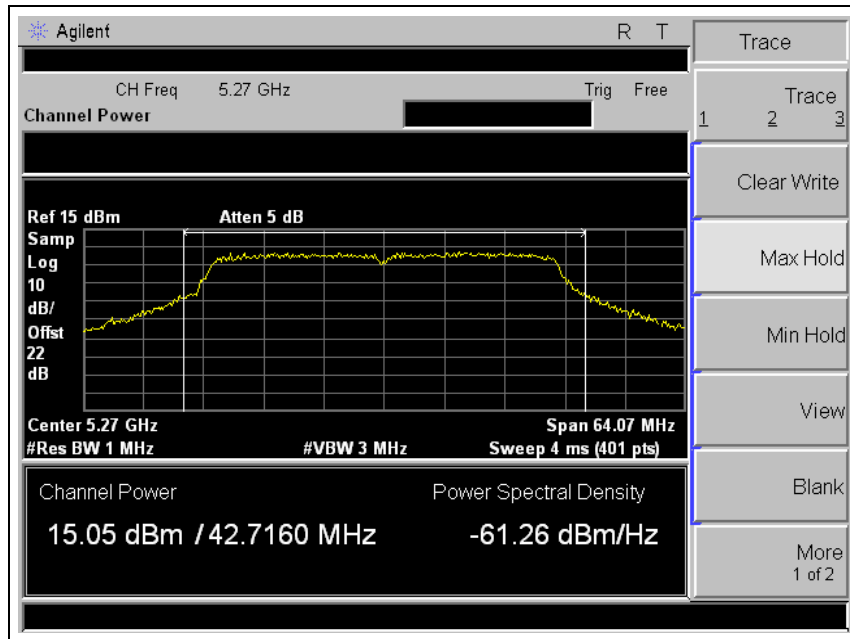 Agilent R T
CH Freq 5.27 GHz Trig Free
Channel Power
Ref 15 dBm Atten 5 dB
Samp
Log
10
dB/
Offst
22
dB
Center 5.27 GHz Span 64.07 MHz
#Res BW 1 MHz #VBW 3 MHz Sweep 4 ms (401 pts)
Channel Power Power Spectral Density
15.05 dBm / 42.7160 MHz -61.26 dBm/Hz
Trace
Trace
1 2 3
Clear Write
Max Hold
Min Hold
View
Blank
More
1 of 2